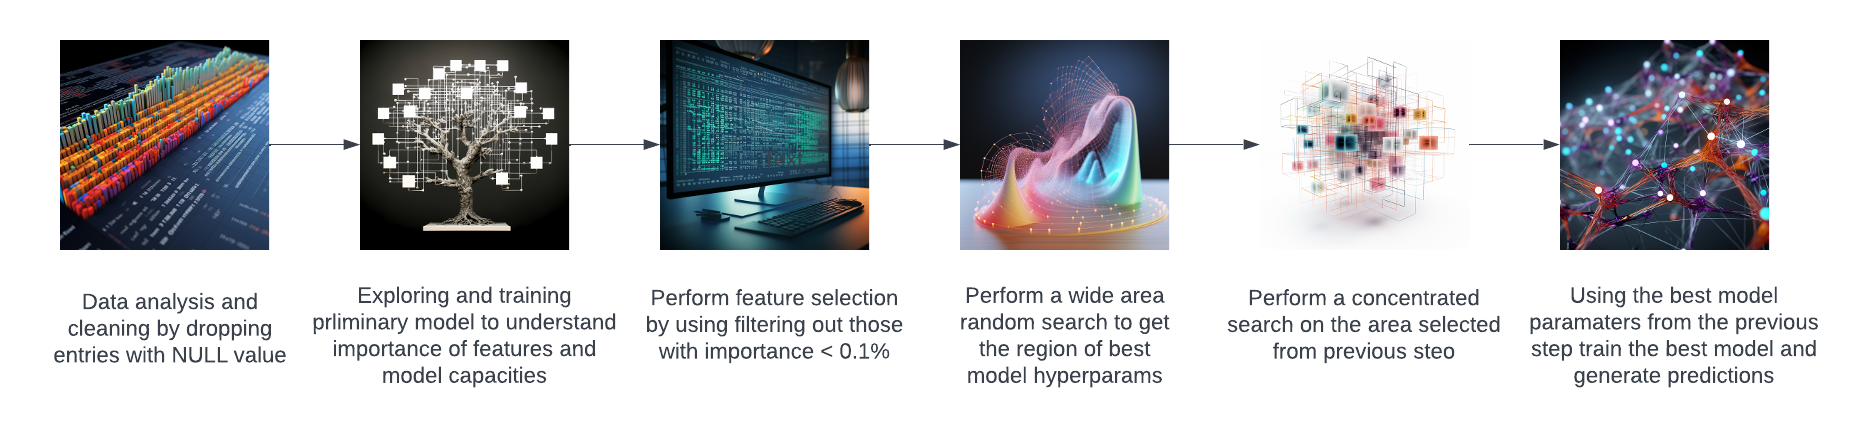 Data analysis and
cleaning by dropping
entries with NULL value
Exploring and training
prliminary model to understand
importance of features and
model capacities
Perform feature selection
by using filtering out those
with importance < 0.1%
Perform a wide area
random search to get
the region of best
model hyperparams
Perform a concentrated
search on the area selected
from previous steo
Using the best model
paramaters from the previous
step train the best model and
generate predictions